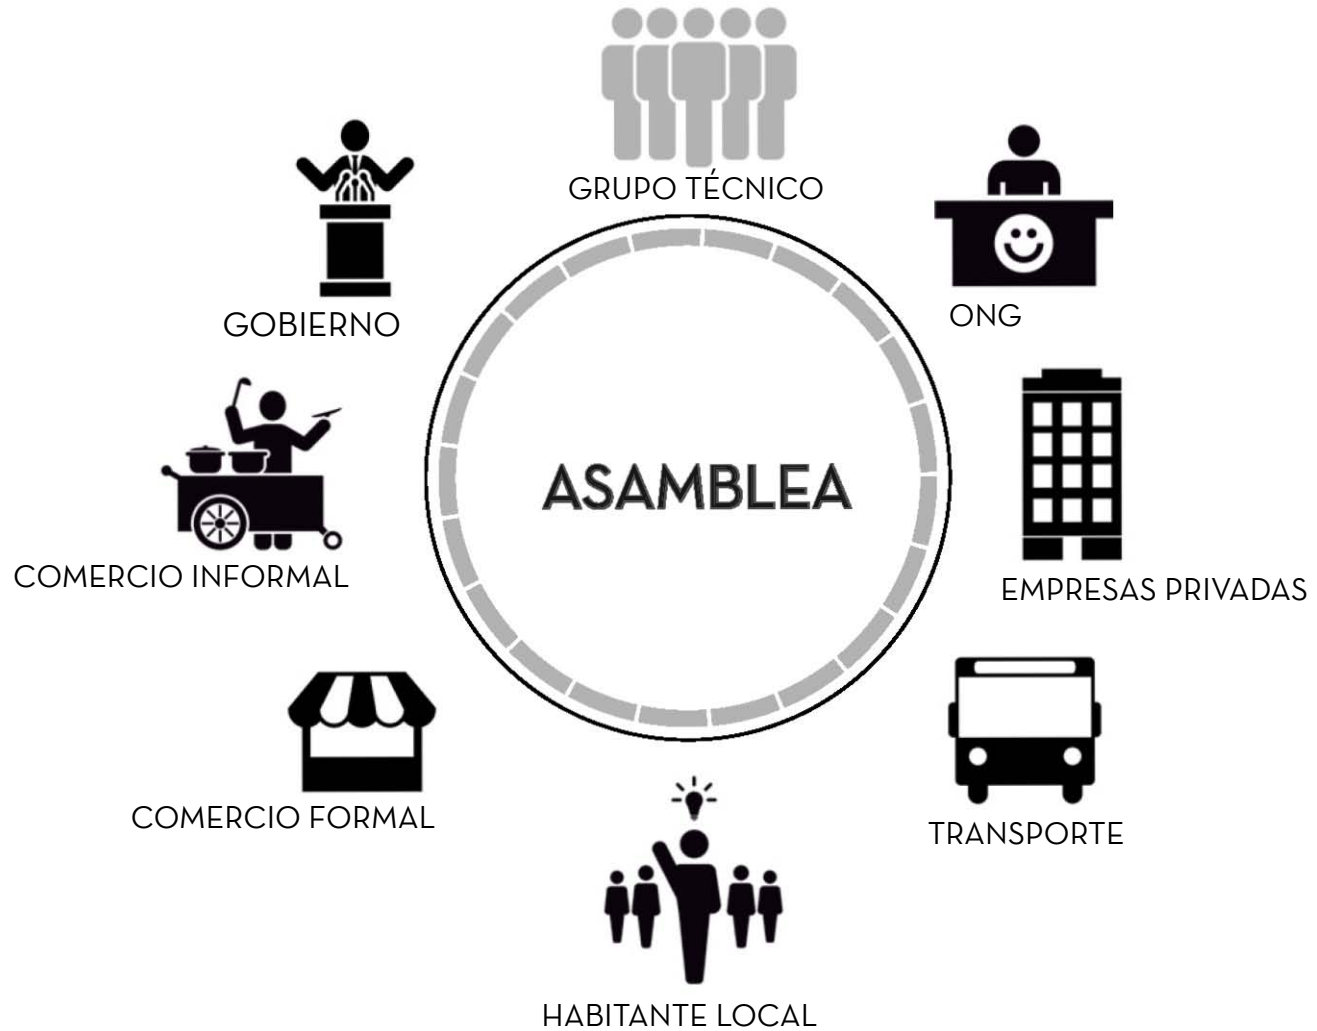 GRUPO TÉCNICO
GOBIERNO
ONG
ASAMBLEA
COMERCIO INFORMAL
EMPRESAS PRIVADAS
COMERCIO FORMAL
TRANSPORTE
HABITANTE LOCAL